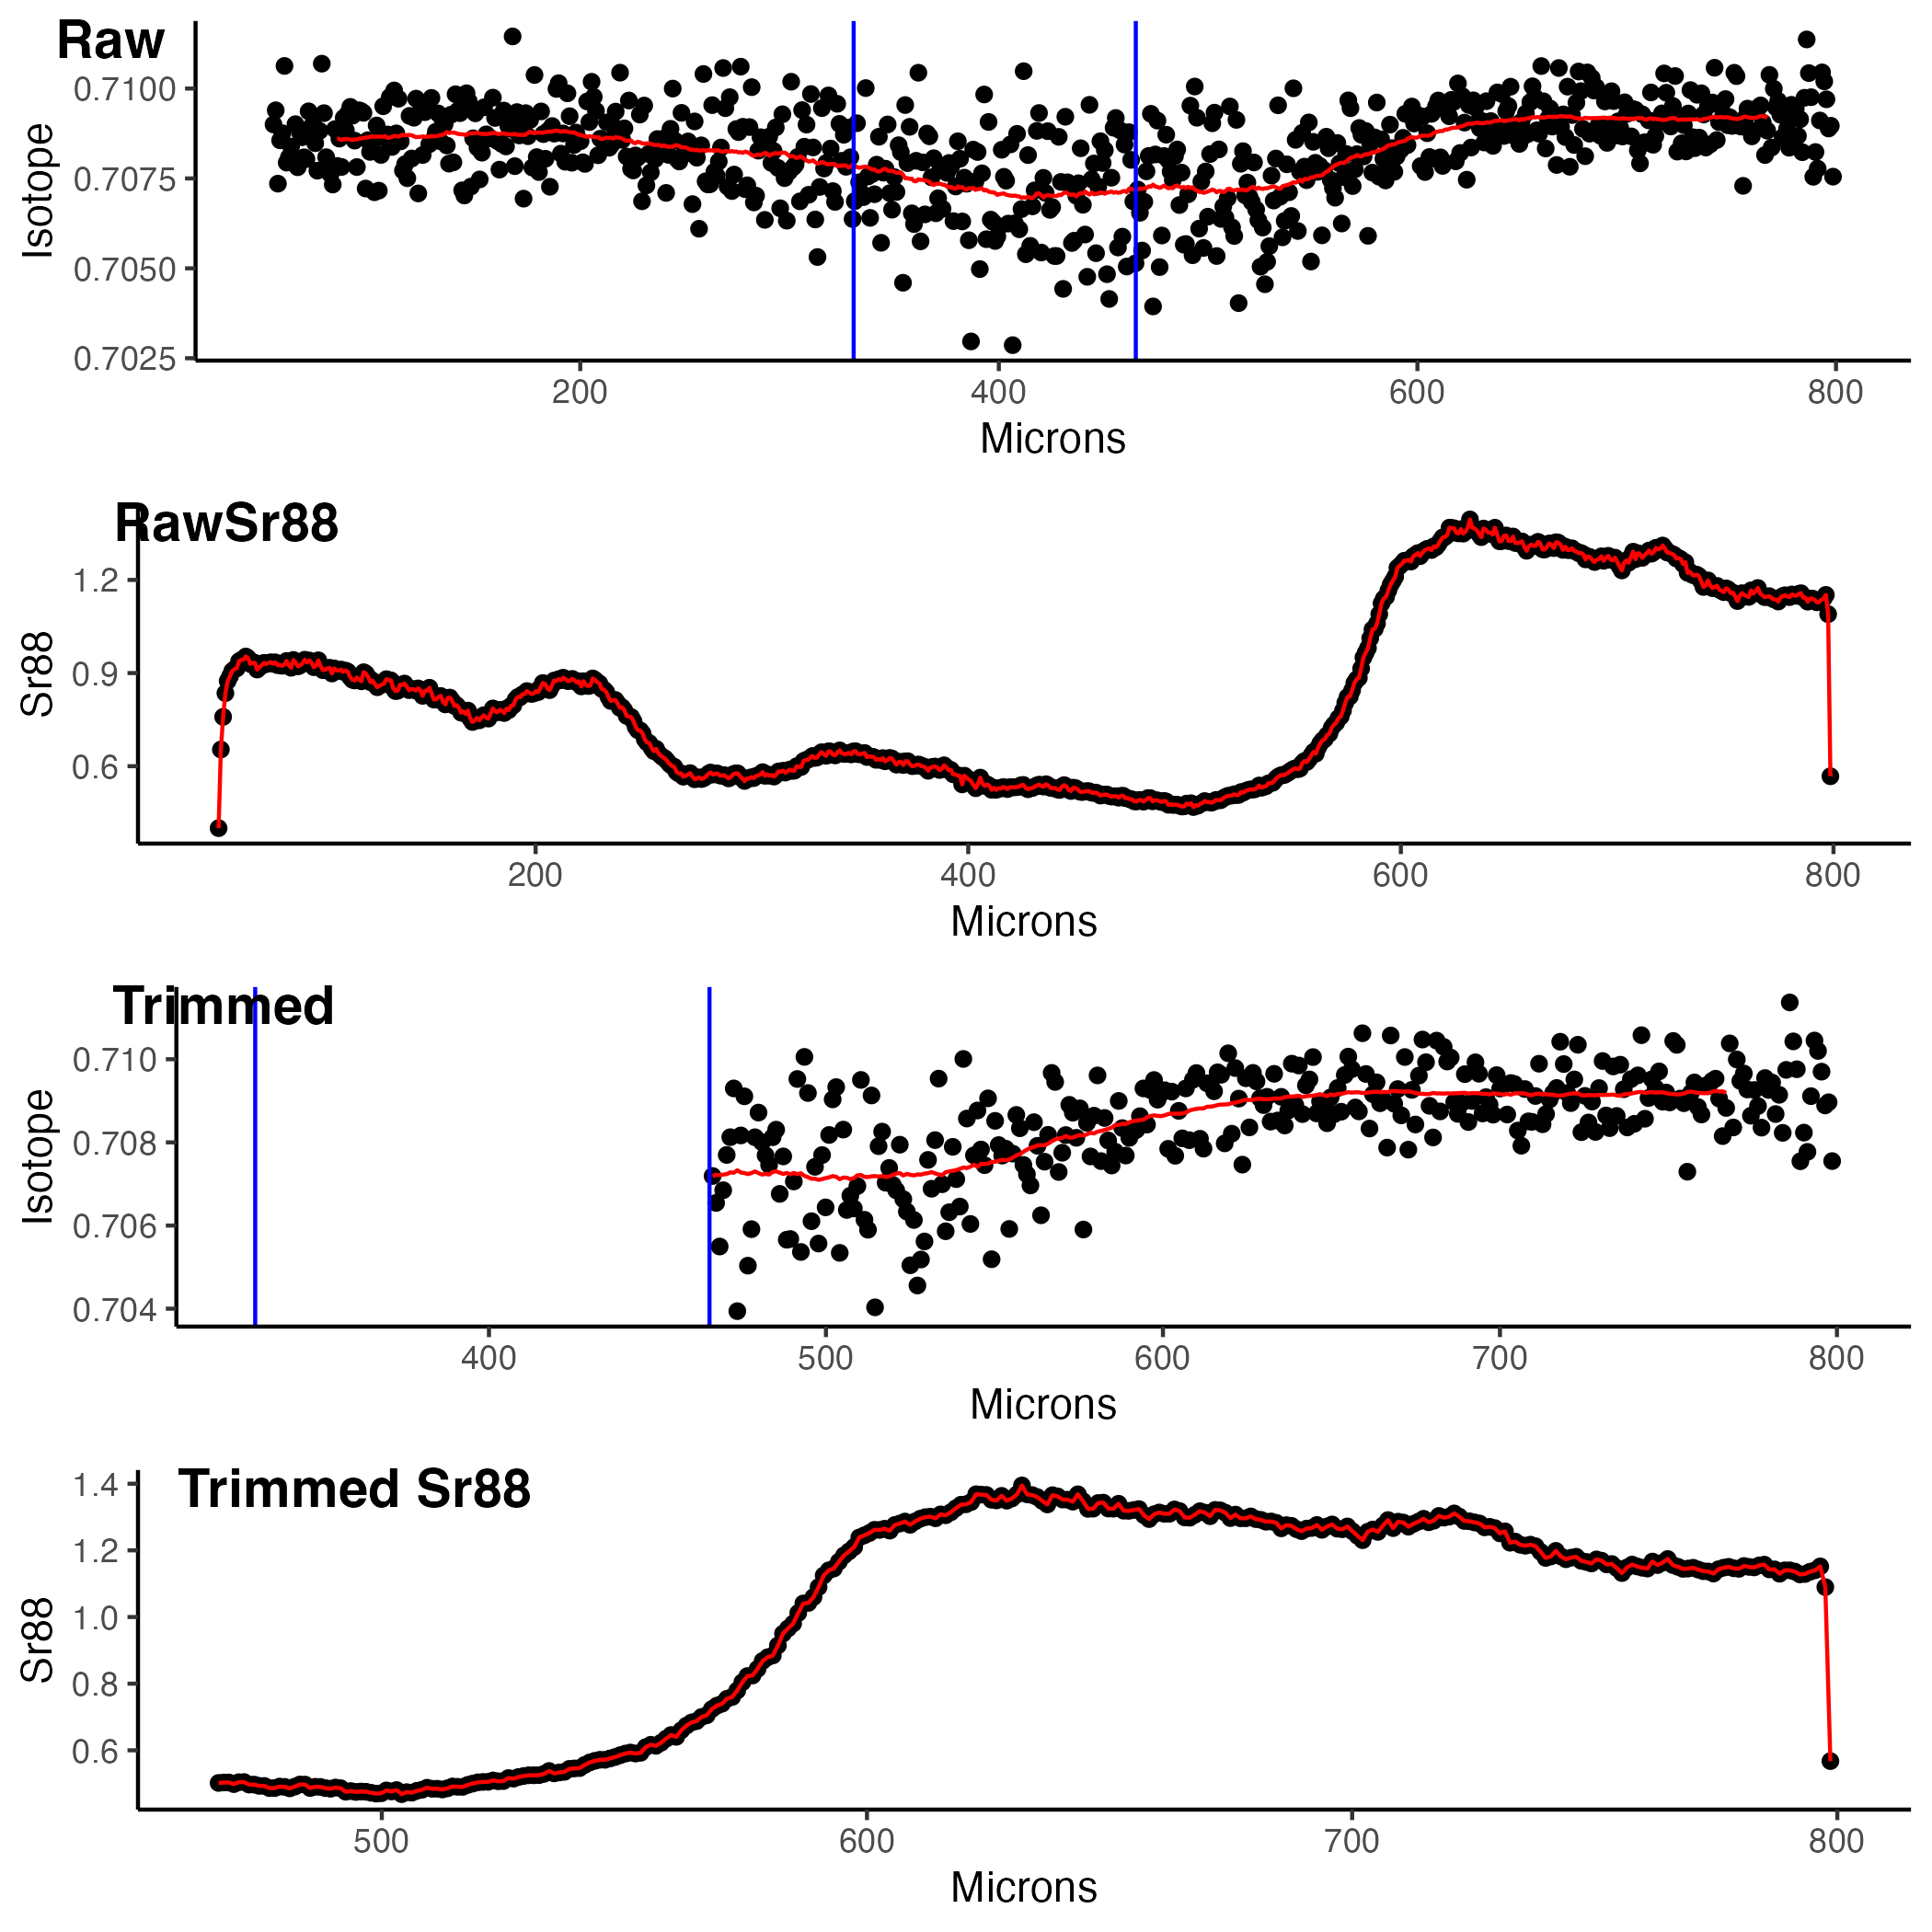 Raw
Isotope
0.7100
0.7075
0.7050
0.7025
200 400 600 800
Microns
RawSr88
Sr88
1.2
0.9
0.6
200 400 600 800
Microns
Trimmed
Isotope
0.710
0.708
0.706
0.704
400 500 600 700 800
Microns
Trimmed Sr88
Sr88
1.4
1.2
1.0
0.8
0.6
500 600 700 800
Microns